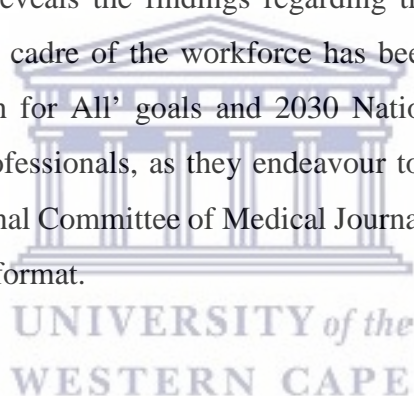 eveals the findings regarding th
cadre of the workforce has bee
n for All’ goals and 2030 Natio
ofessionals, as they endeavour to
nal Committee of Medical Journa
format.
UNIVERSITY of the
WESTERN CAPE